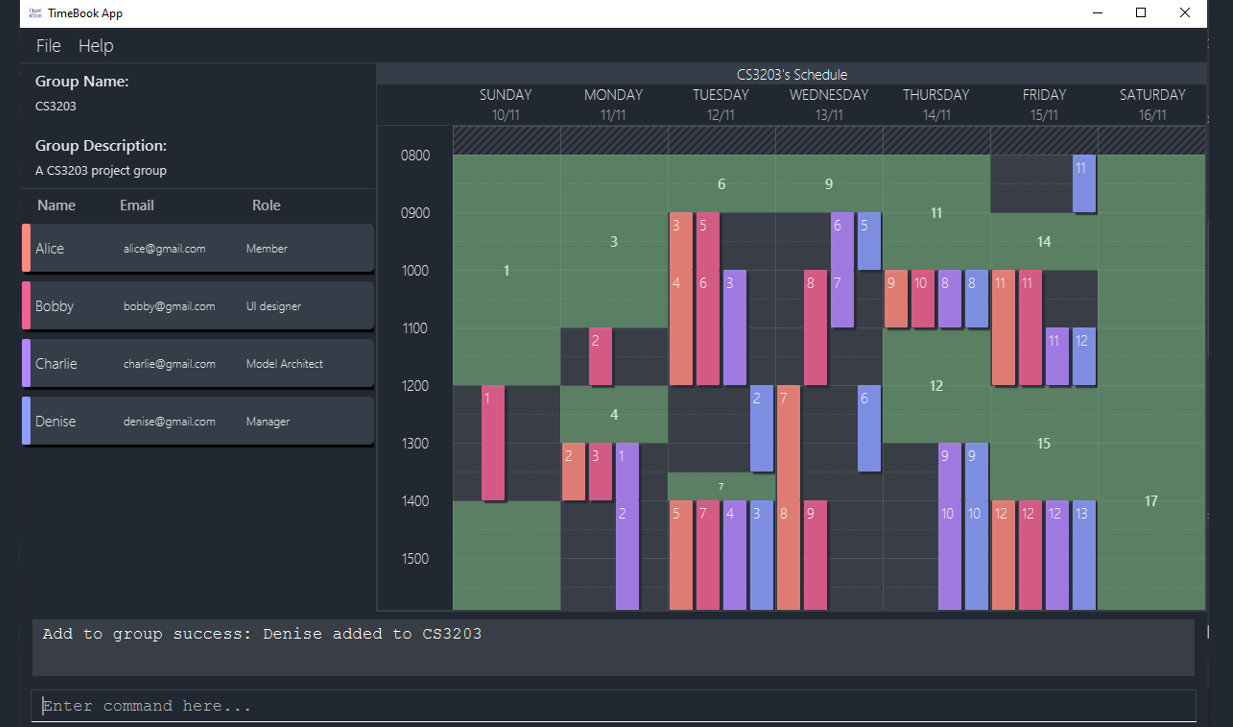 TIME BOOK TimeBook App
File Help
Group Name:
CS3203
Group Description:
A CS3203 project group
Name Email Role
Alice alice@gmail.com Member
Bobby bobby@gmail.com UI designer
Charlie charlie@gmail.com Model Architect
Denise denise@gmail.com Manager
CS3203's Schedule
SUNDAY MONDAY TUESDAY WEDNESDAY THURSDAY FRIDAY SATURDAY
10/11 11/11 12/11 13/11 14/11 15/11 16/11
0800 11
6 9
0900 11
3 5 6 5
3 14
1000 1
4 6 3 8 7 9 10 8 8 11 11
1100
2 11 12
1200 12
1 2 7 6
4
1300 15
2 3 1 9 9
7
1400 17
2 5 7 4 3 8 9 10 10 12 12 12 13
1500
Add to group success: Denise added to CS3203
Enter command here...